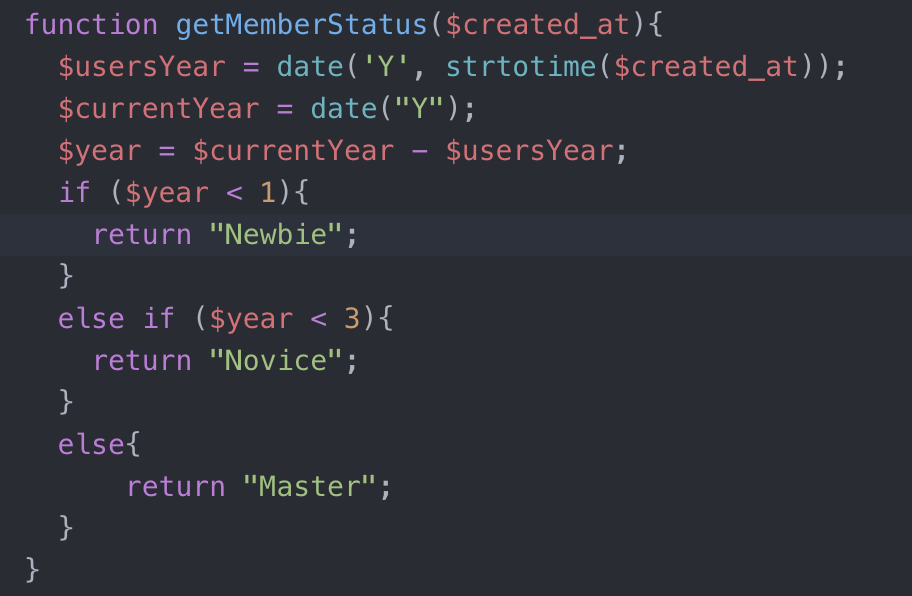 function getMemberStatus($created_at){
  $usersYear = date('Y', strtotime($created_at));
  $currentYear = date("Y");
  $year = $currentYear - $usersYear;
  if ($year < 1){
    return "Newbie";
  }
  else if ($year < 3){
    return "Novice";
  }
  else{
      return "Master";
  }
}